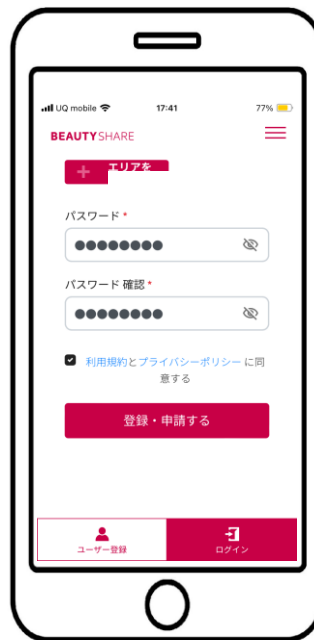 UQ mobile 17:41 77%
BEAUTYSHARE
+ エリアを
パスワード *
●●●●●●●●
パスワード 確認 *
●●●●●●●●
利用規約とプライバシーポリシー に同
意する
登録・申請する
ユーザー登録 ログイン